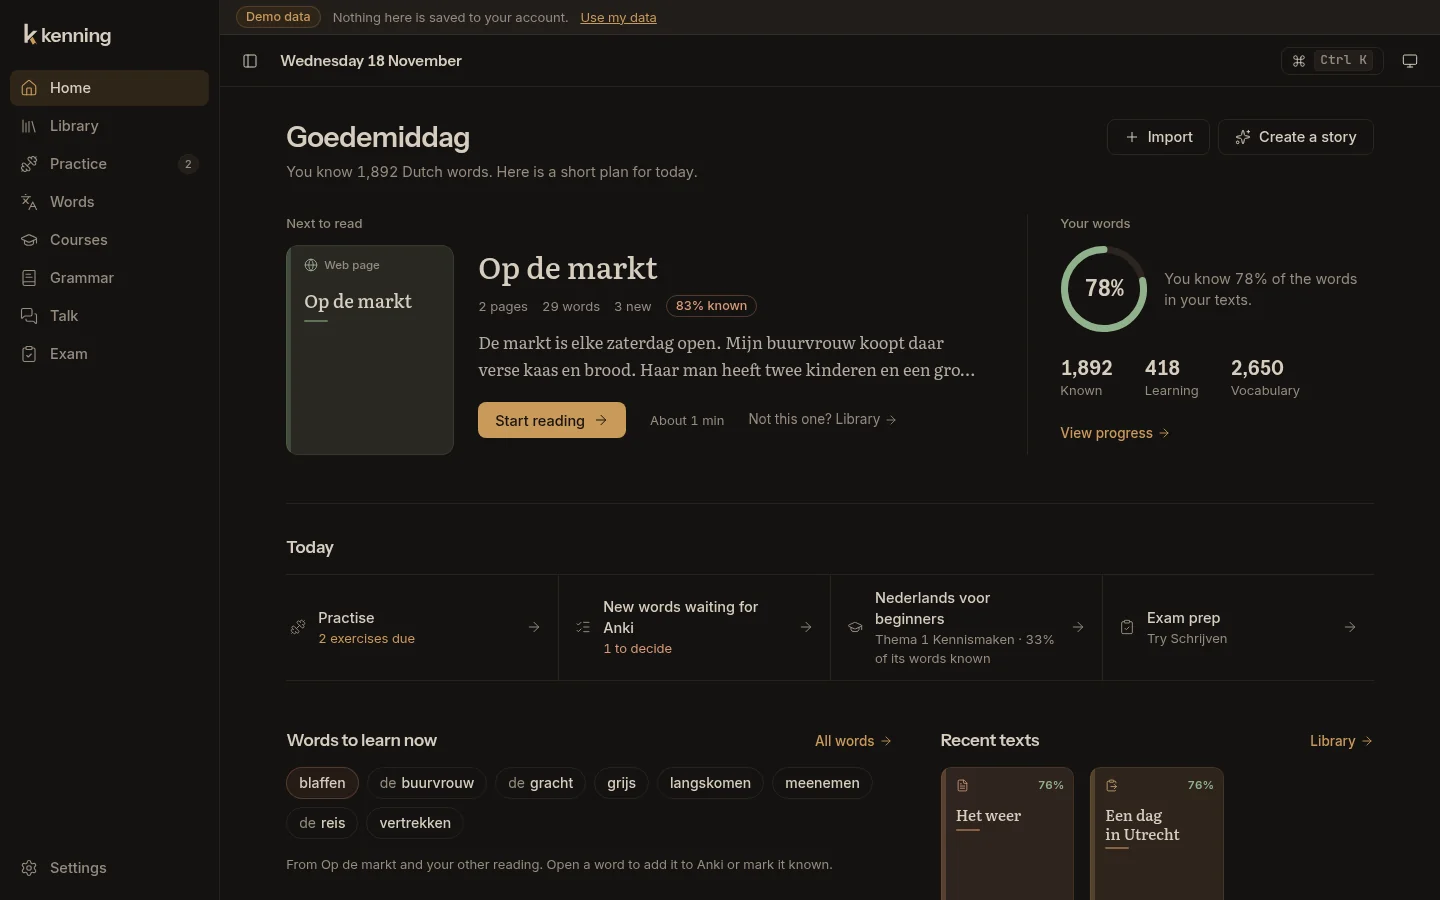 kenning
Home
Library
Practice 2
Words
Courses
Grammar
Talk
Exam
Settings
Demo data Nothing here is saved to your account. Use my data
Wednesday 18 November
⌘ Ctrl K
Goedemiddag
Import
Create a story
You know 1,892 Dutch words. Here is a short plan for today.
Next to read
Web page
Op de markt
Op de markt
2 pages 29 words 3 new 83% known
De markt is elke zaterdag open. Mijn buurvrouw koopt daar
verse kaas en brood. Haar man heeft twee kinderen en een gro…
Start reading → About 1 min Not this one? Library →
Your words
78%
You know 78% of the words
in your texts.
1,892 418 2,650
Known Learning Vocabulary
View progress →
Today
Practise
2 exercises due
New words waiting for
Anki
1 to decide
Nederlands voor
beginners
Thema 1 Kennismaken · 33%
of its words known
Exam prep
Try Schrijven
Words to learn now
All words →
blaffen de buurvrouw de gracht grijs langskomen meenemen
de reis vertrekken
From Op de markt and your other reading. Open a word to add it to Anki or mark it known.
Recent texts
Library →
76%
Het weer
76%
Een dag
in Utrecht